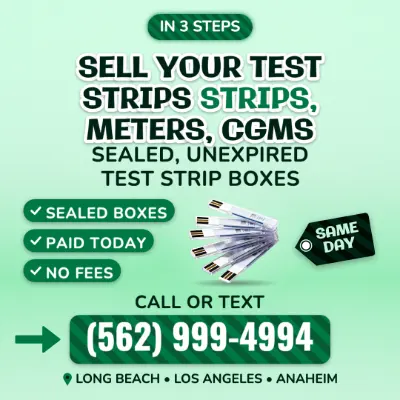 IN 3 STEPS
SELL YOUR TEST
STRIPS STRIPS,
METERS, CGMS
SEALED, UNEXPIRED
TEST STRIP BOXES
SEALED BOXES
PAID TODAY
NO FEES
SAME
DAY
CALL OR TEXT
(562) 999-4994
LONG BEACH • LOS ANGELES • ANAHEIM